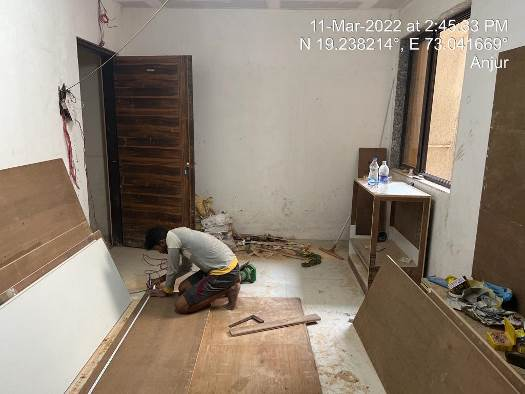 11-Mar-2022 at 2:45:33 PM
N 19.238214°, E 73.041669°
Anjur